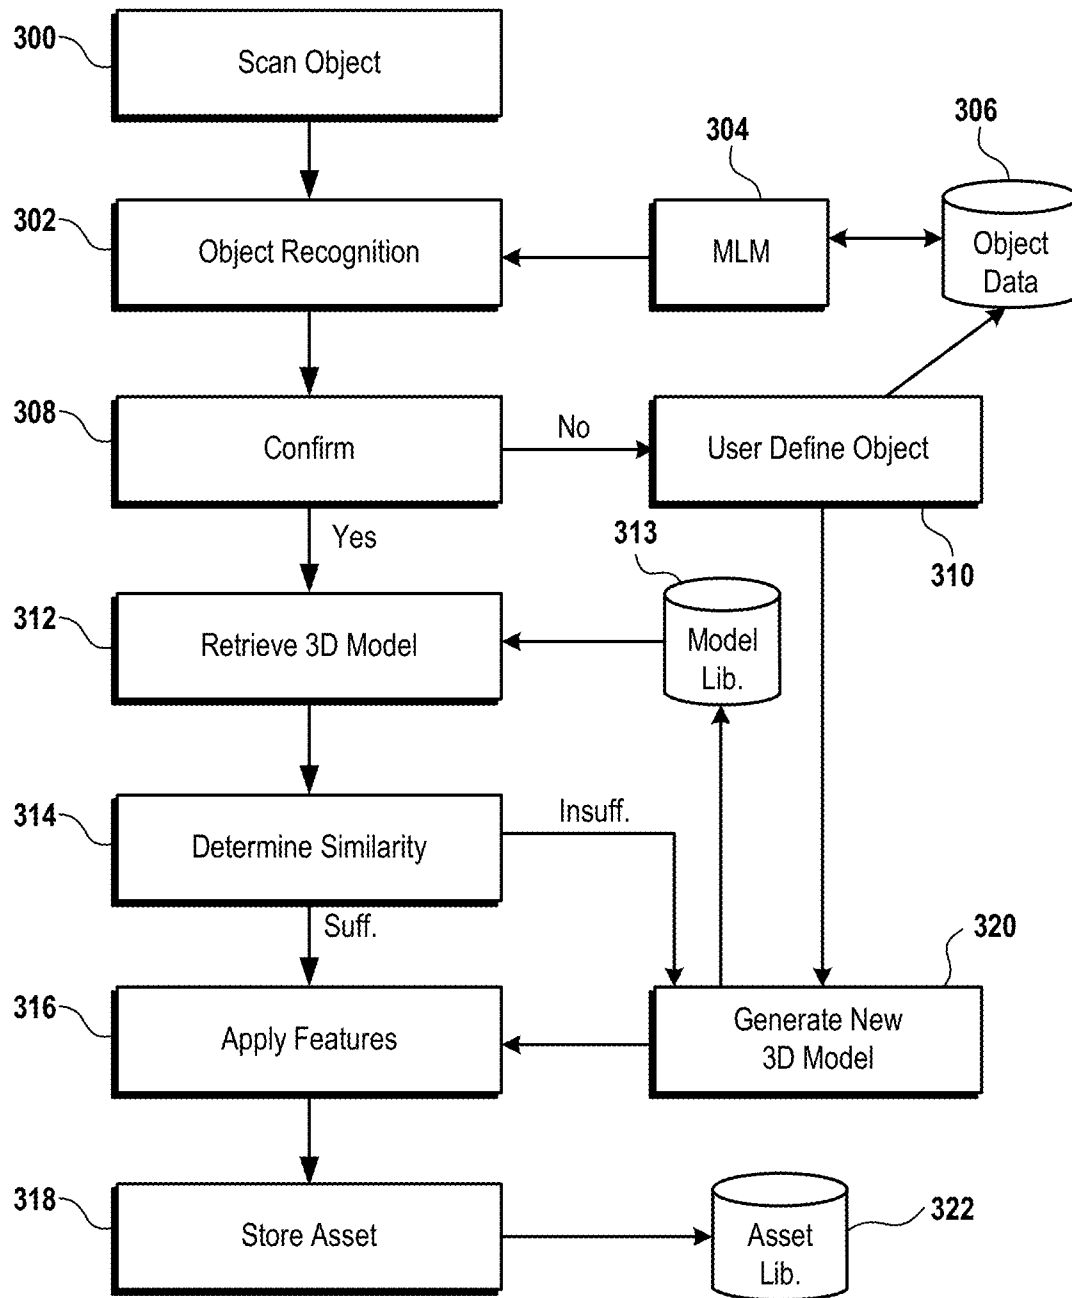 300
Scan Object
304
306
302
Object Recognition
MLM
Object
Data
308
Confirm
No
User Define Object
310
Yes
313
312
Retrieve 3D Model
Model
Lib.
314
Determine Similarity
Insuff.
Suff.
320
316
Apply Features
Generate New
3D Model
318
Store Asset
Asset
Lib.
322